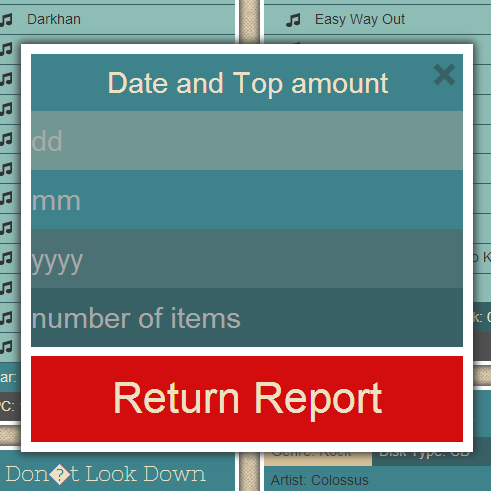 Darkhan
Easy Way Out
Date and Top amount
dd
mm
yyyy
number of items
Return Report
Don�t Look Down
Genre: Rock
Disk Type: CD
Artist: Colossus